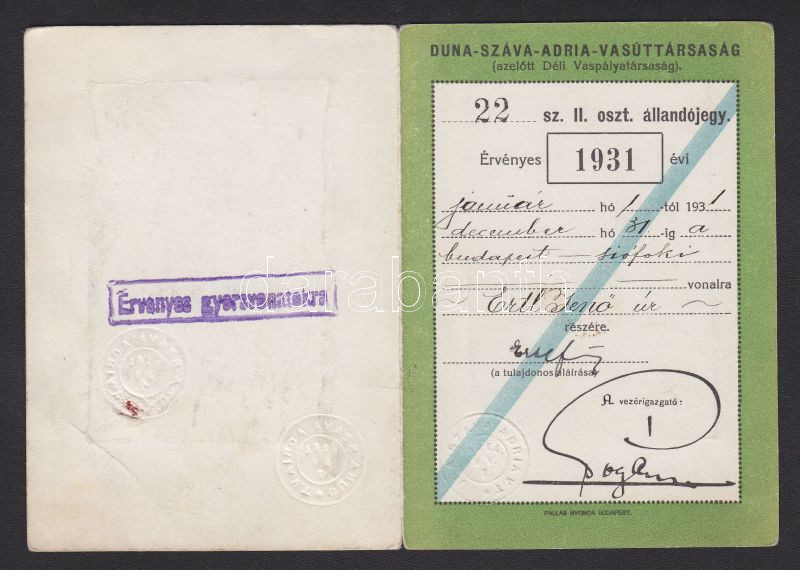 Érvényes gyorsvonatokra
DUNA-SZÁVA-ADRIA-VASÚTTÁRSASÁG
(azelőtt Déli Vaspályatársaság).
22 sz. II. oszt. állandójegy.
Érvényes 1931 évi
január hó 1 -tól 1931
december hó 31 -ig a
budapest – siófoki
vonalra
Ertl Jenő úr
részére.
(a tulajdonos aláírása)
A vezérigazgató:
PALLAS NYOMDA BUDAPEST.
darabanth